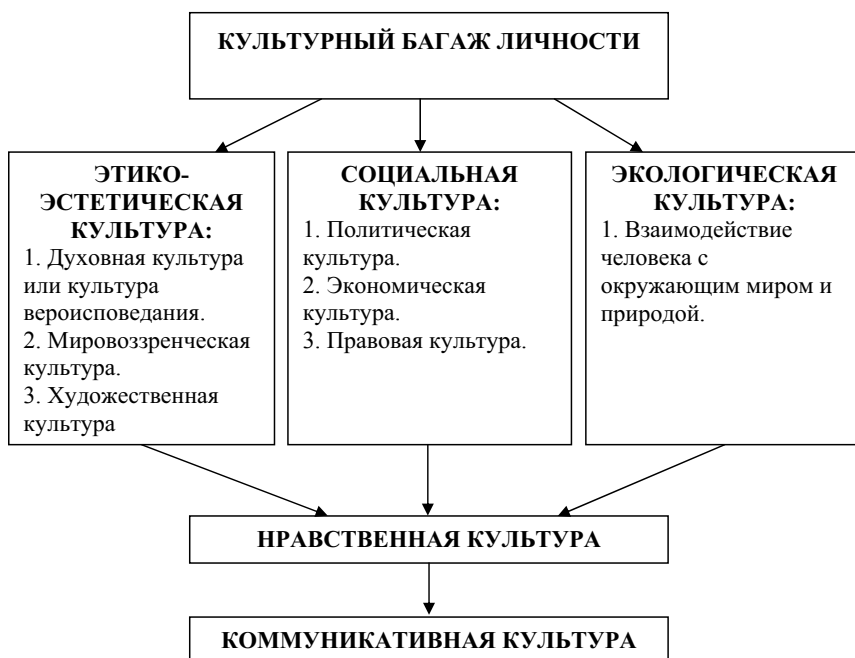 КУЛЬТУРНЫЙ БАГАЖ ЛИЧНОСТИ
ЭТИКО-
ЭСТЕТИЧЕСКАЯ
КУЛЬТУРА:
1. Духовная культура
или культура
вероисповедания.
2. Мировоззренческая
культура.
3. Художественная
культура
СОЦИАЛЬНАЯ
КУЛЬТУРА:
1. Политическая
культура.
2. Экономическая
культура.
3. Правовая культура.
ЭКОЛОГИЧЕСКАЯ
КУЛЬТУРА:
1. Взаимодействие
человека с
окружающим миром и
природой.
НРАВСТВЕННАЯ КУЛЬТУРА
КОММУНИКАТИВНАЯ КУЛЬТУРА